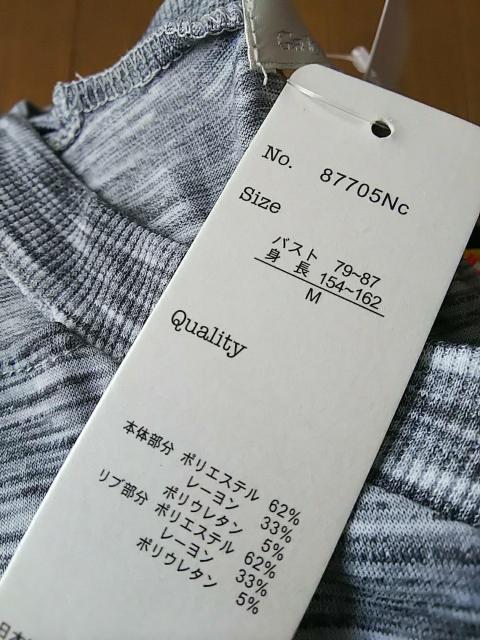 No. 87705Nc
Size
バスト 79~87
身長 154~162
M
Quality
本体部分 ポリエステル 62%
レーヨン 33%
ポリウレタン 5%
リブ部分 ポリエステル 62%
レーヨン 33%
ポリウレタン 5%
日本